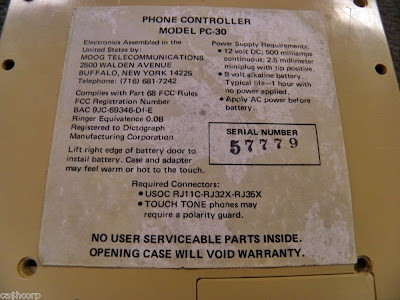 PHONE CONTROLLER
MODEL PC-30
Electronics Assembled in the
United States by:
MOOG TELECOMMUNICATIONS
2500 WALDEN AVENUE
BUFFALO, NEW YORK 14225
Telephone: (716) 681-7242
Complies with Part 68 FCC Rules
FCC Registration Number
BAC 9JC-69346-DI-E
Ringer Equivalence 0.0B
Registered to Dictograph
Manufacturing Corporation
Lift right edge of battery door to
install battery. Case and adapter
may feel warm or hot to the touch.
Power Supply Requirements:
• 12 volt DC; 500 milliamps
continuous; 2.5 millimeter
miniplug with tip positive.
• 9 volt alkaline battery.
Typical life—1 hour with
no power applied.
• Apply AC power before
battery.
SERIAL NUMBER
57779
Required Connectors:
• USOC RJ11C-RJ32X-RJ35X
• TOUCH TONE phones may
require a polarity guard.
NO USER SERVICEABLE PARTS INSIDE.
OPENING CASE WILL VOID WARRANTY.
cajhcorp